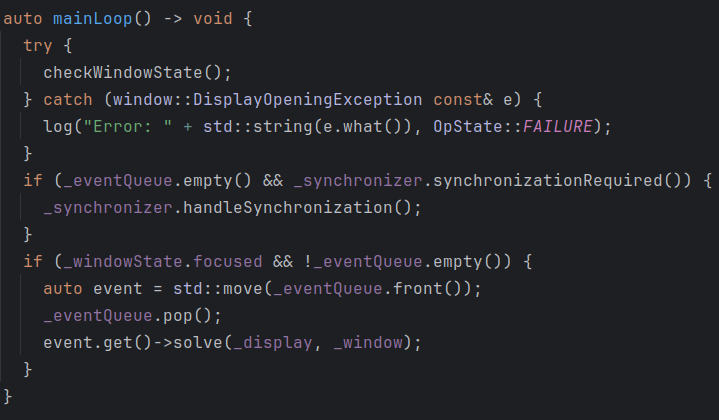 auto mainLoop() -> void {
  try {
    checkWindowState();
  } catch (window::DisplayOpeningException const& e) {
    log("Error: " + std::string(e.what()), OpState::FAILURE);
  }
  if (_eventQueue.empty() && _synchronizer.synchronizationRequired()) {
    _synchronizer.handleSynchronization();
  }
  if (_windowState.focused && !_eventQueue.empty()) {
    auto event = std::move(_eventQueue.front());
    _eventQueue.pop();
    event.get()->solve(_display, _window);
  }
}